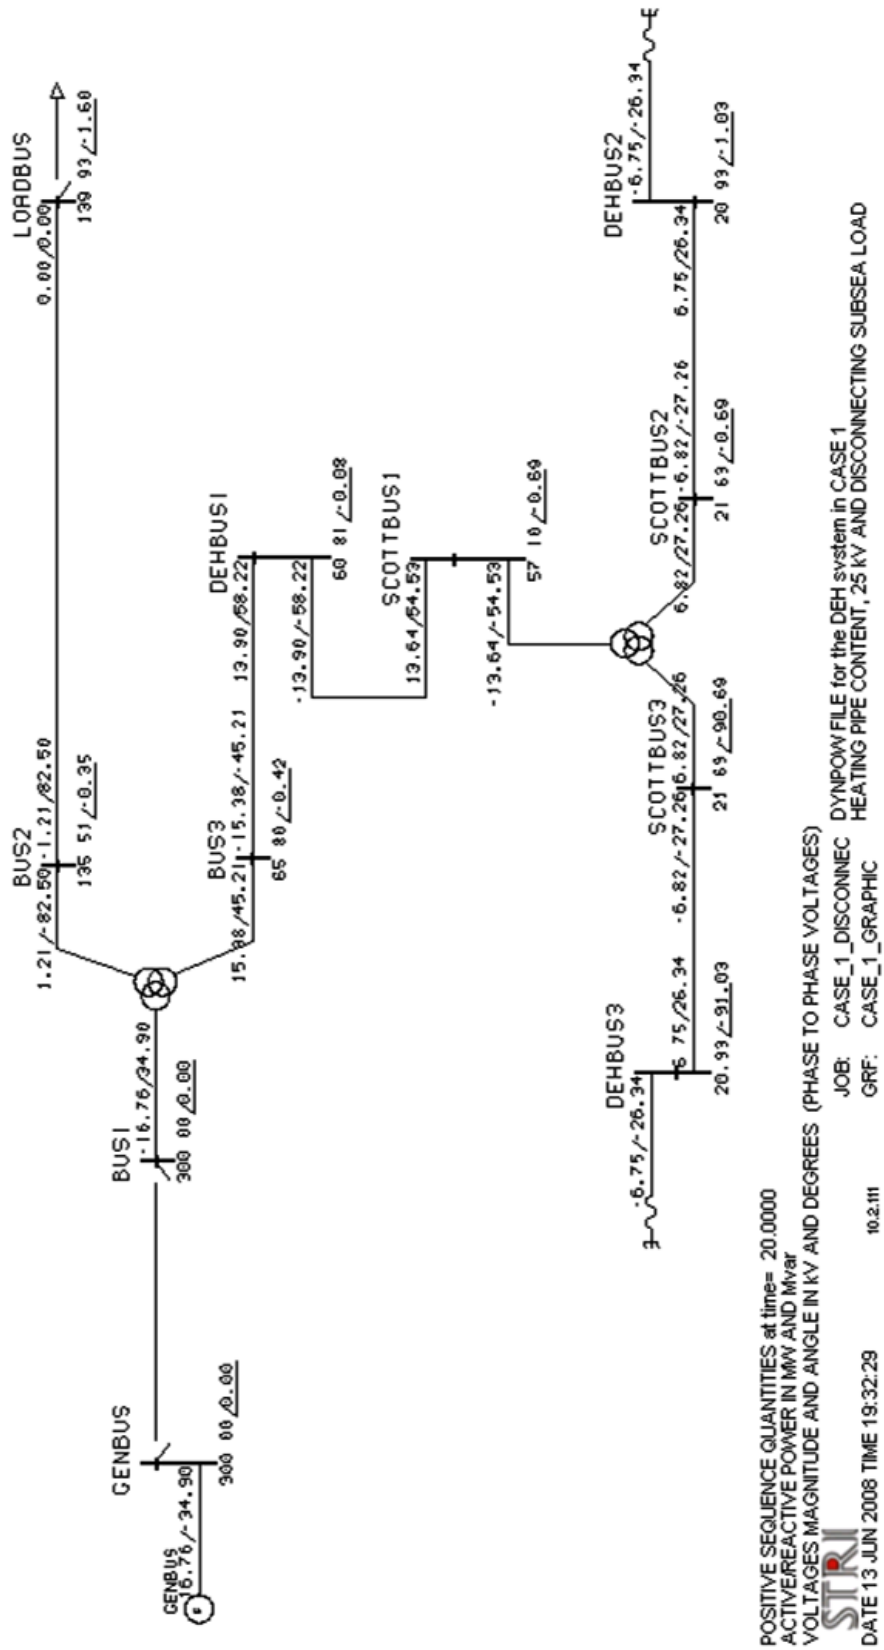 GENBUS
GENBUS
16.76/-34.90
300 00/0.00
BUS1
-16.76/34.90
300 00/0.00
BUS2
1.21/-82.50
-1.21/82.50
135 51/-0.35
LOADBUS
0.00/0.00
139 93/-1.60
BUS3
15.38/45.21
-15.38/-45.21
65 80/-0.42
DEHBUS1
13.90/58.22
-13.90/-58.22
60 81/-0.08
SCOTTBUS1
13.64/54.53
-13.64/-54.53
57 10/-0.69
DEHBUS3
-6.75/-26.34
6 75/26.34
20.93/-91.03
SCOTTBUS3
-6.82/-27.26
6.82/27.26
21 69/-90.69
SCOTTBUS2
6.82/27.26
-6.82/-27.26
21 69/-0.69
DEHBUS2
-6.75/-26.34
6.75/26.34
20 93/-1.03
POSITIVE SEQUENCE QUANTITIES at time= 20.0000
ACTIVE/REACTIVE POWER IN MW AND Mvar
VOLTAGES MAGNITUDE AND ANGLE IN kV AND DEGREES (PHASE TO PHASE VOLTAGES)
STRI
JOB: CASE_1_DISCONNEC DYNPOW FILE for the DEH system in CASE 1
DATE 13 JUN 2008 TIME 19:32:29 10.2.111 GRF: CASE_1_GRAPHIC HEATING PIPE CONTENT, 25 kV AND DISCONNECTING SUBSEA LOAD